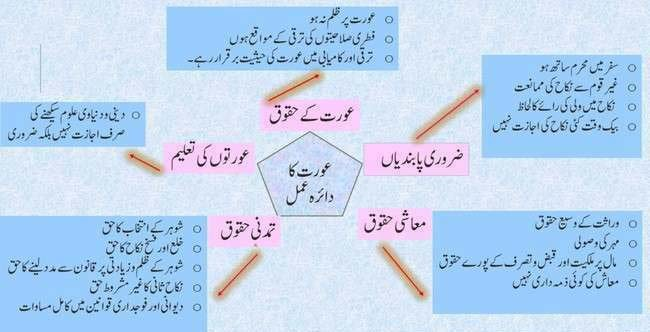 عورت پر ظلم نہ ہو
فطری صلاحیتوں کی ترقی کے مواقع ہوں
ترقی اور کامیابی میں عورت کی حیثیت برقرار رہے۔
عورت کے حقوق
سفر میں محرم ساتھ ہو
غیر قوم سے نکاح کی ممانعت
نکاح میں ولی کی رائے کا لحاظ
بیک وقت کئی نکاح کی اجازت نہیں
ضروری پابندیاں
دینی و دنیاوی علوم سیکھنے کی
صرف اجازت نہیں بلکہ ضروری
عورتوں کی تعلیم
عورت کا
دائرہ عمل
معاشی حقوق
وراثت کے وسیع حقوق
مہر کی وصولی
مال پر ملکیت اور قبض و تصرف کے پورے حقوق
معاش کی کوئی ذمہ داری نہیں
تمدنی حقوق
شوہر کے انتخاب کا حق
خلع اور فسخ نکاح کا حق
شوہر کے ظلم و زیادتی پر قانون سے مدد لینے کا حق
نکاح ثانی کا غیر مشروط حق
دیوانی اور فوجداری قوانین میں کامل مساوات